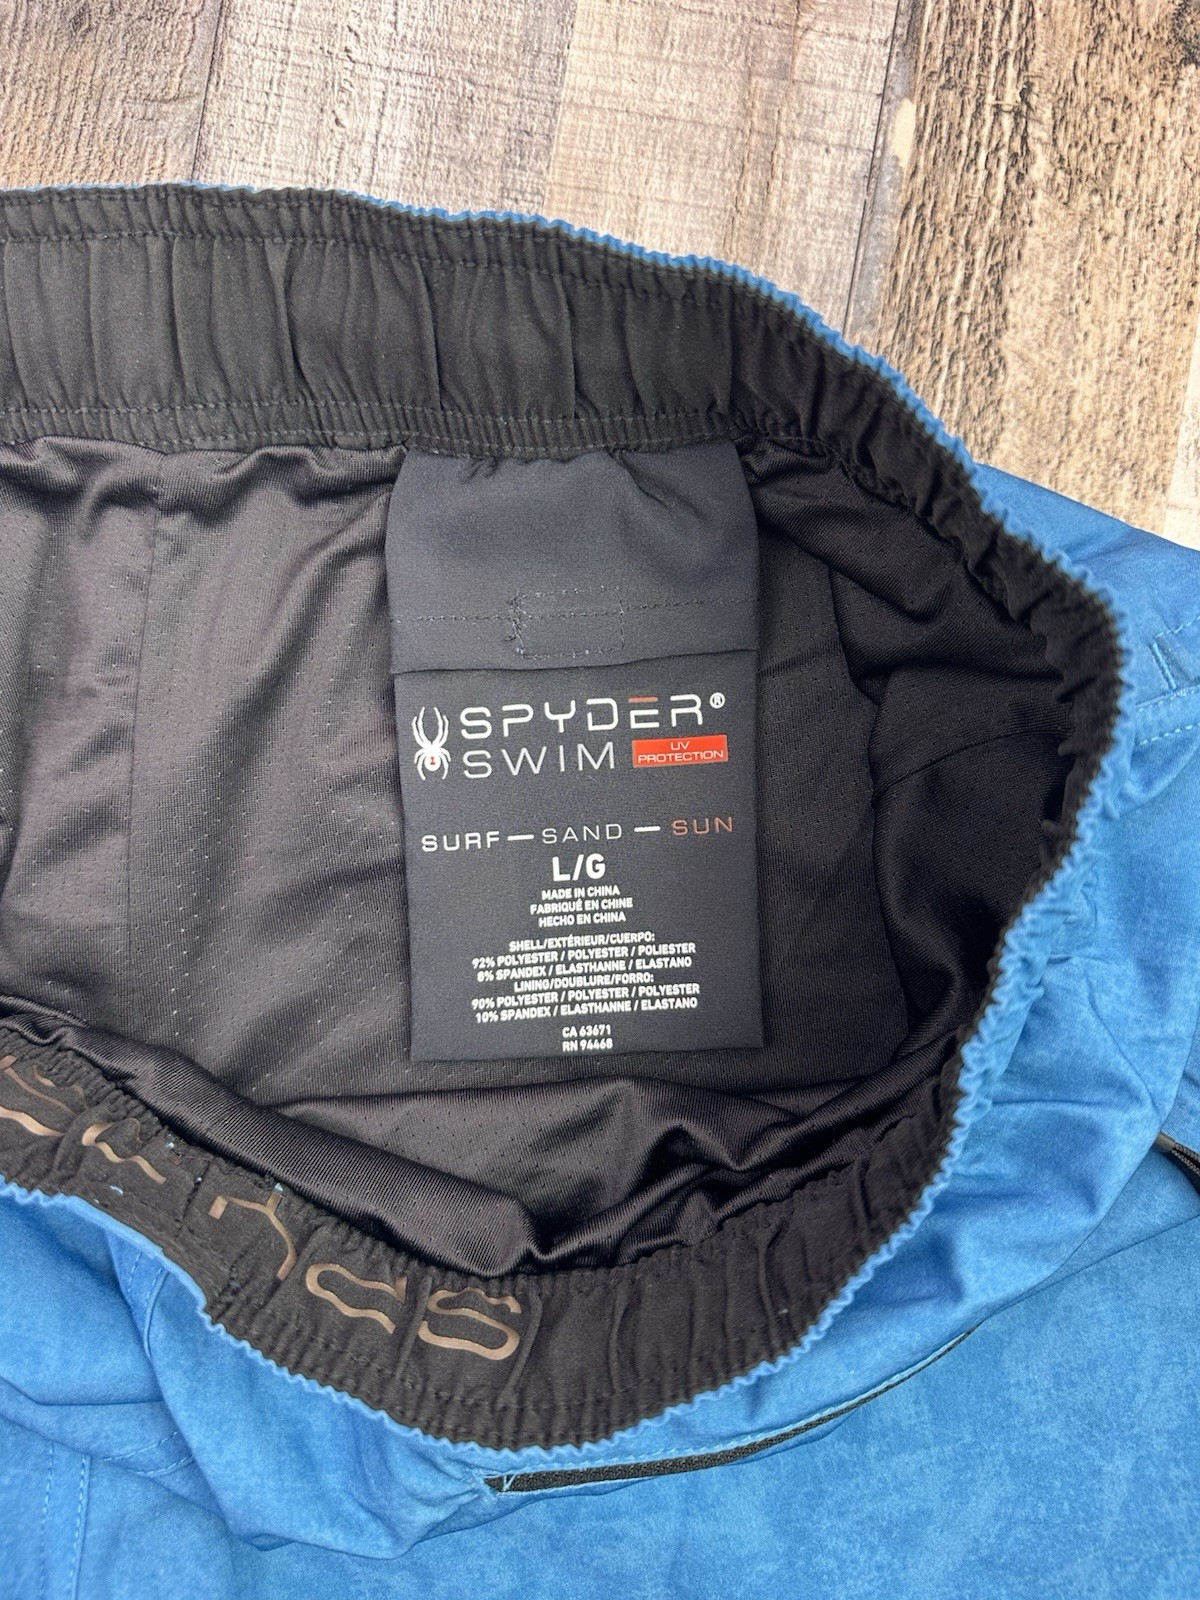 SPYDER®
SWIM UV PROTECTION
SURF — SAND — SUN
L/G
MADE IN CHINA
FABRIQUÉ EN CHINE
HECHO EN CHINA
SHELL/EXTÉRIEUR/CUERPO:
92% POLYESTER / POLYESTER / POLIESTER
8% SPANDEX / ELASTHANNE / ELASTANO
LINING/DOUBLURE/FORRO:
90% POLYESTER / POLYESTER / POLIESTER
10% SPANDEX / ELASTHANNE / ELASTANO
CA 63671
RN 94468
SPYDER